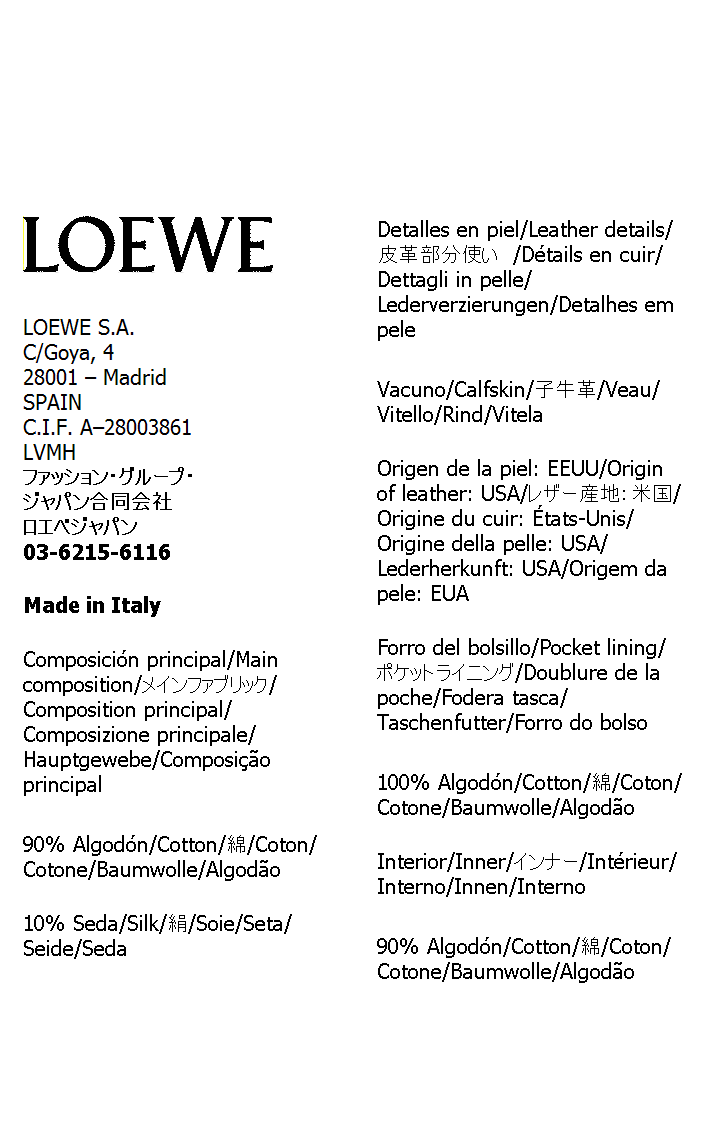 LOEWE
LOEWE S.A.
C/Goya, 4
28001 – Madrid
SPAIN
C.I.F. A–28003861
LVMH
ファッション・グループ・
ジャパン合同会社
ロエベジャパン
03-6215-6116
Made in Italy
Composición principal/Main
composition/メインファブリック/
Composition principal/
Composizione principale/
Hauptgewebe/Composição
principal
90% Algodón/Cotton/綿/Coton/
Cotone/Baumwolle/Algodão
10% Seda/Silk/絹/Soie/Seta/
Seide/Seda
Detalles en piel/Leather details/
皮革部分使い /Détails en cuir/
Dettagli in pelle/
Lederverzierungen/Detalhes em
pele
Vacuno/Calfskin/子牛革/Veau/
Vitello/Rind/Vitela
Origen de la piel: EEUU/Origin
of leather: USA/レザー産地: 米国/
Origine du cuir: États-Unis/
Origine della pelle: USA/
Lederherkunft: USA/Origem da
pele: EUA
Forro del bolsillo/Pocket lining/
ポケットライニング/Doublure de la
poche/Fodera tasca/
Taschenfutter/Forro do bolso
100% Algodón/Cotton/綿/Coton/
Cotone/Baumwolle/Algodão
Interior/Inner/インナー/Intérieur/
Interno/Innen/Interno
90% Algodón/Cotton/綿/Coton/
Cotone/Baumwolle/Algodão